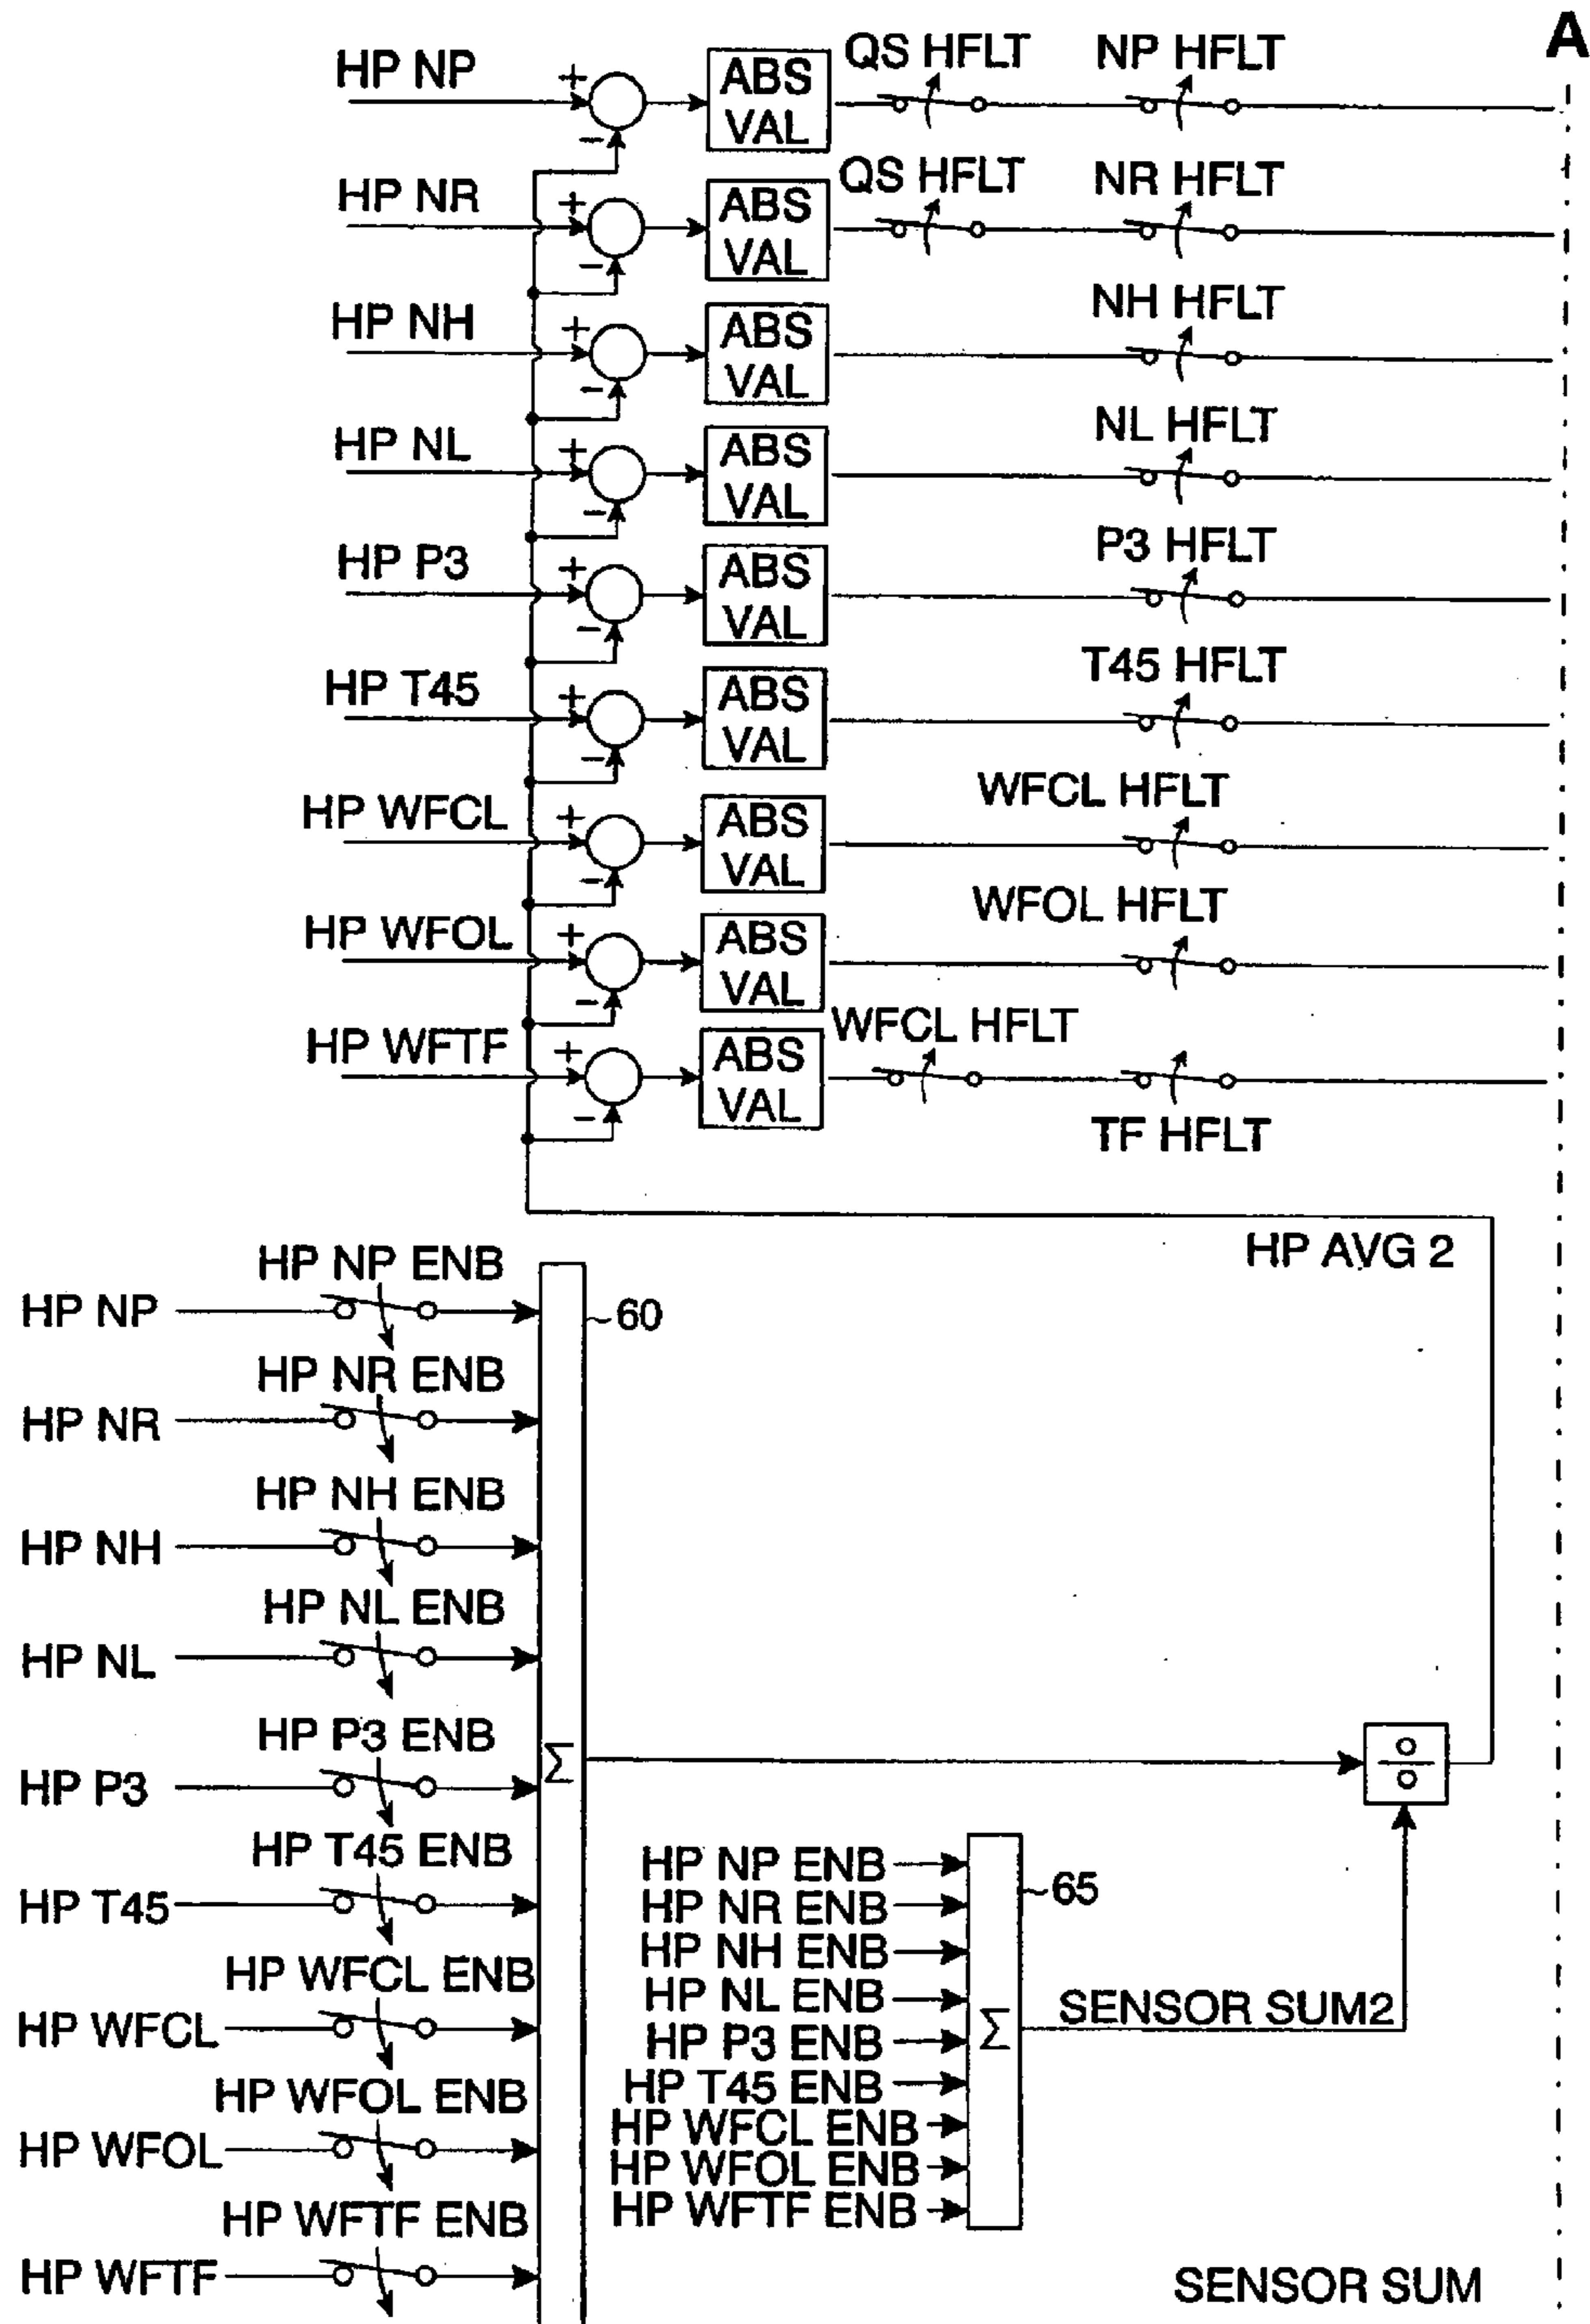 A
HP NP + - ABS VAL QS HFLT NP HFLT
HP NR + - ABS VAL QS HFLT NR HFLT
HP NH + - ABS VAL NH HFLT
HP NL + - ABS VAL NL HFLT
HP P3 + - ABS VAL P3 HFLT
HP T45 + - ABS VAL T45 HFLT
HP WFCL + - ABS VAL WFCL HFLT
HP WFOL + - ABS VAL WFOL HFLT
HP WFTF + - ABS VAL WFCL HFLT TF HFLT
HP AVG 2
HP NP ENB
HP NP
60
HP NR ENB
HP NR
HP NH ENB
HP NH
HP NL ENB
HP NL
HP P3 ENB
HP P3
Σ
÷
HP T45 ENB
HP T45
HP WFCL ENB
HP WFCL
HP WFOL ENB
HP WFOL
HP WFTF ENB
HP WFTF
HP NP ENB
65
HP NR ENB
HP NH ENB
HP NL ENB
HP P3 ENB
Σ
SENSOR SUM2
HP T45 ENB
HP WFCL ENB
HP WFOL ENB
HP WFTF ENB
SENSOR SUM